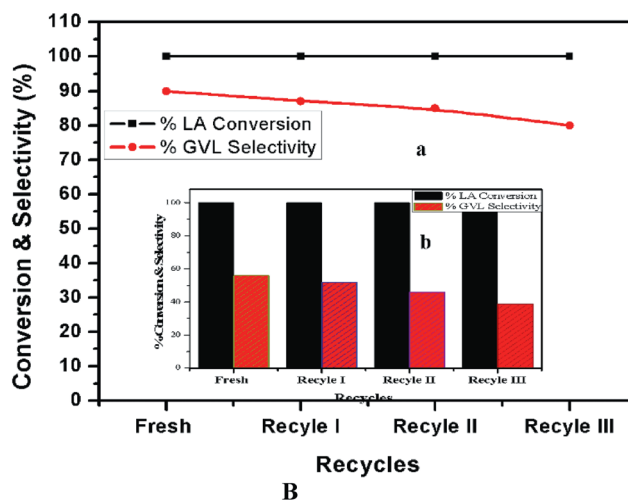 B
110
100
90
80
70
60
50
40
30
20
10
0
Conversion & Selectivity (%)
% LA Conversion
% GVL Selectivity
a
% LA Conversion
% GVL Selectivity
b
100
80
60
40
20
0
%Conversion & Selectivity
Fresh Recyle I Recyle II Recyle III
Recycles
Fresh Recyle I Recyle II Recyle III
Recycles
B